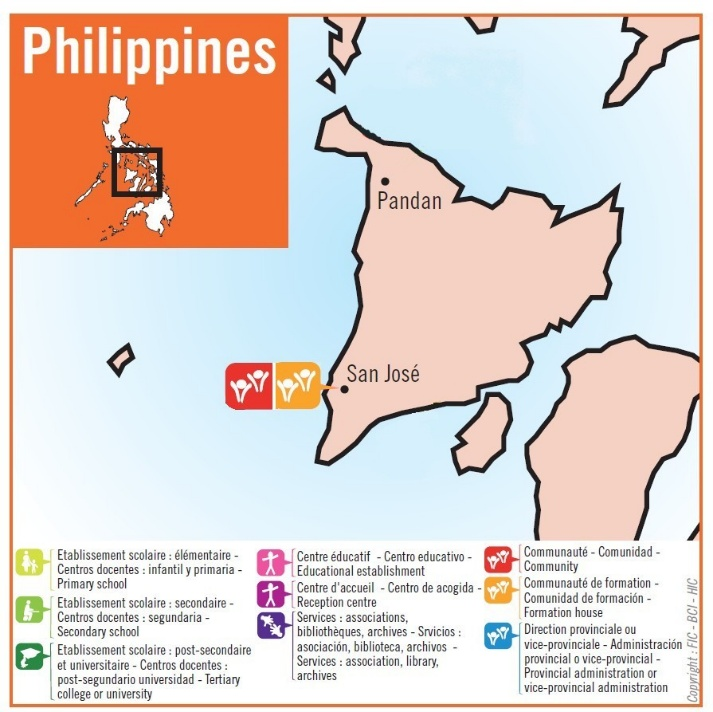 Philippines
Pandan
San José
Etablissement scolaire : élémentaire -
Centros docentes : infantil y primaria -
Primary school
Etablissement scolaire : secondaire -
Centros docentes : segundaria -
Secondary school
Etablissement scolaire : post-secondaire
et universitaire - Centros docentes :
post-segundario universidad - Tertiary
college or university
Centre éducatif - Centro educativo -
Educational establishment
Centre d'accueil - Centro de acogida -
Reception centre
Services : associations,
bibliothèques, archives - Srvicios :
asociación, biblioteca, archivos -
Services : association, library,
archives
Communauté - Comunidad -
Community
Communauté de formation -
Comunidad de formación -
Formation house
Direction provinciale ou
vice-provinciale - Administración
provincial o vice-provincial -
Provincial administration or
vice-provincial administration
Copyright : FIC - BCI - HIC